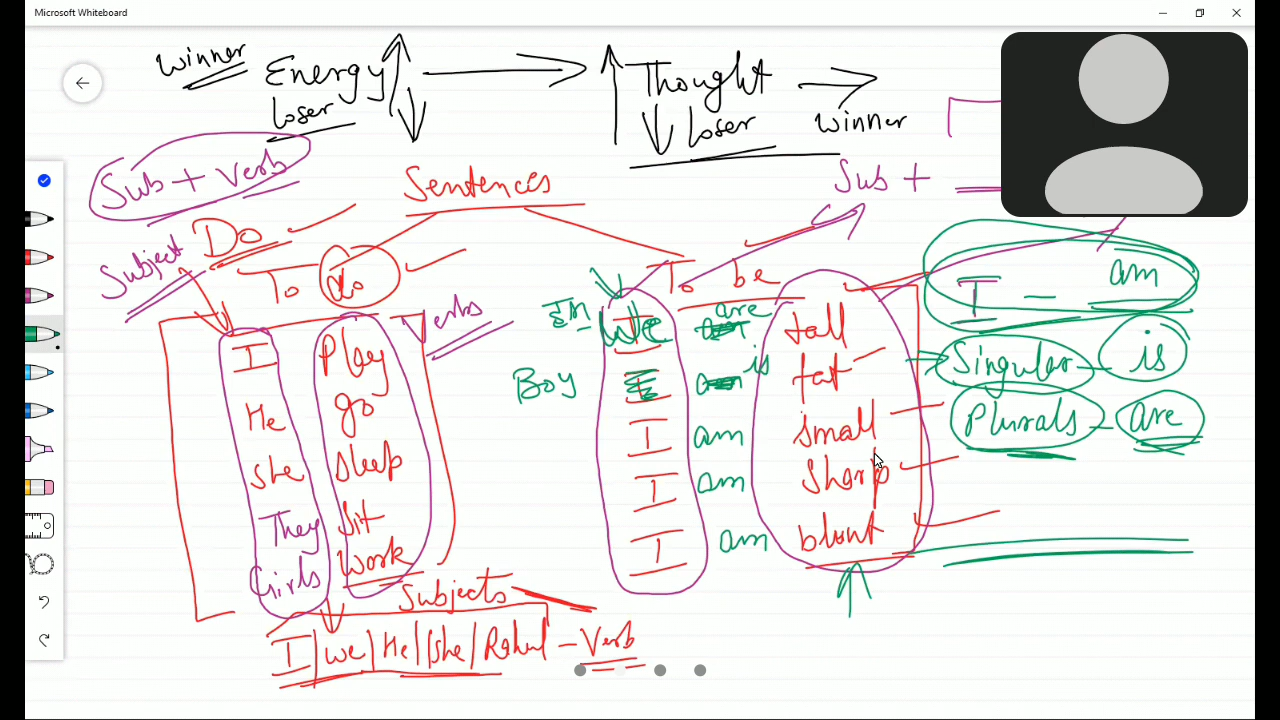 Microsoft Whiteboard
winner Energy Thought
loser loser winner
Sub + Verb Sentences Sub +
Subject Do
To do To be am
Verbs I -
I Play We are tall
Boy is fat Singular - is
He go I am small Plurals - are
She Sleep I am Sharp
They Sit
Work I am blunt
Girls
Subjects
I | we | He | She | Rahul - Verb